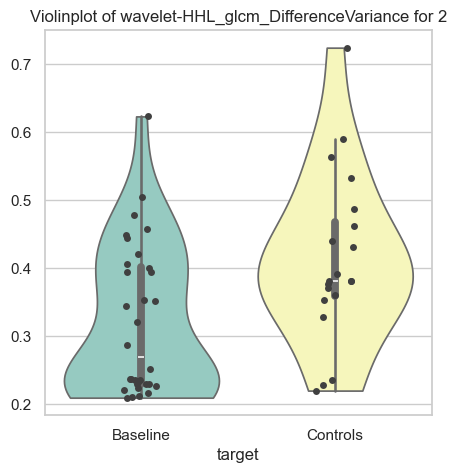 Violinplot of wavelet-HHL_glcm_DifferenceVariance for 2
0.7
0.6
0.5
0.4
0.3
0.2
Baseline
Controls
target